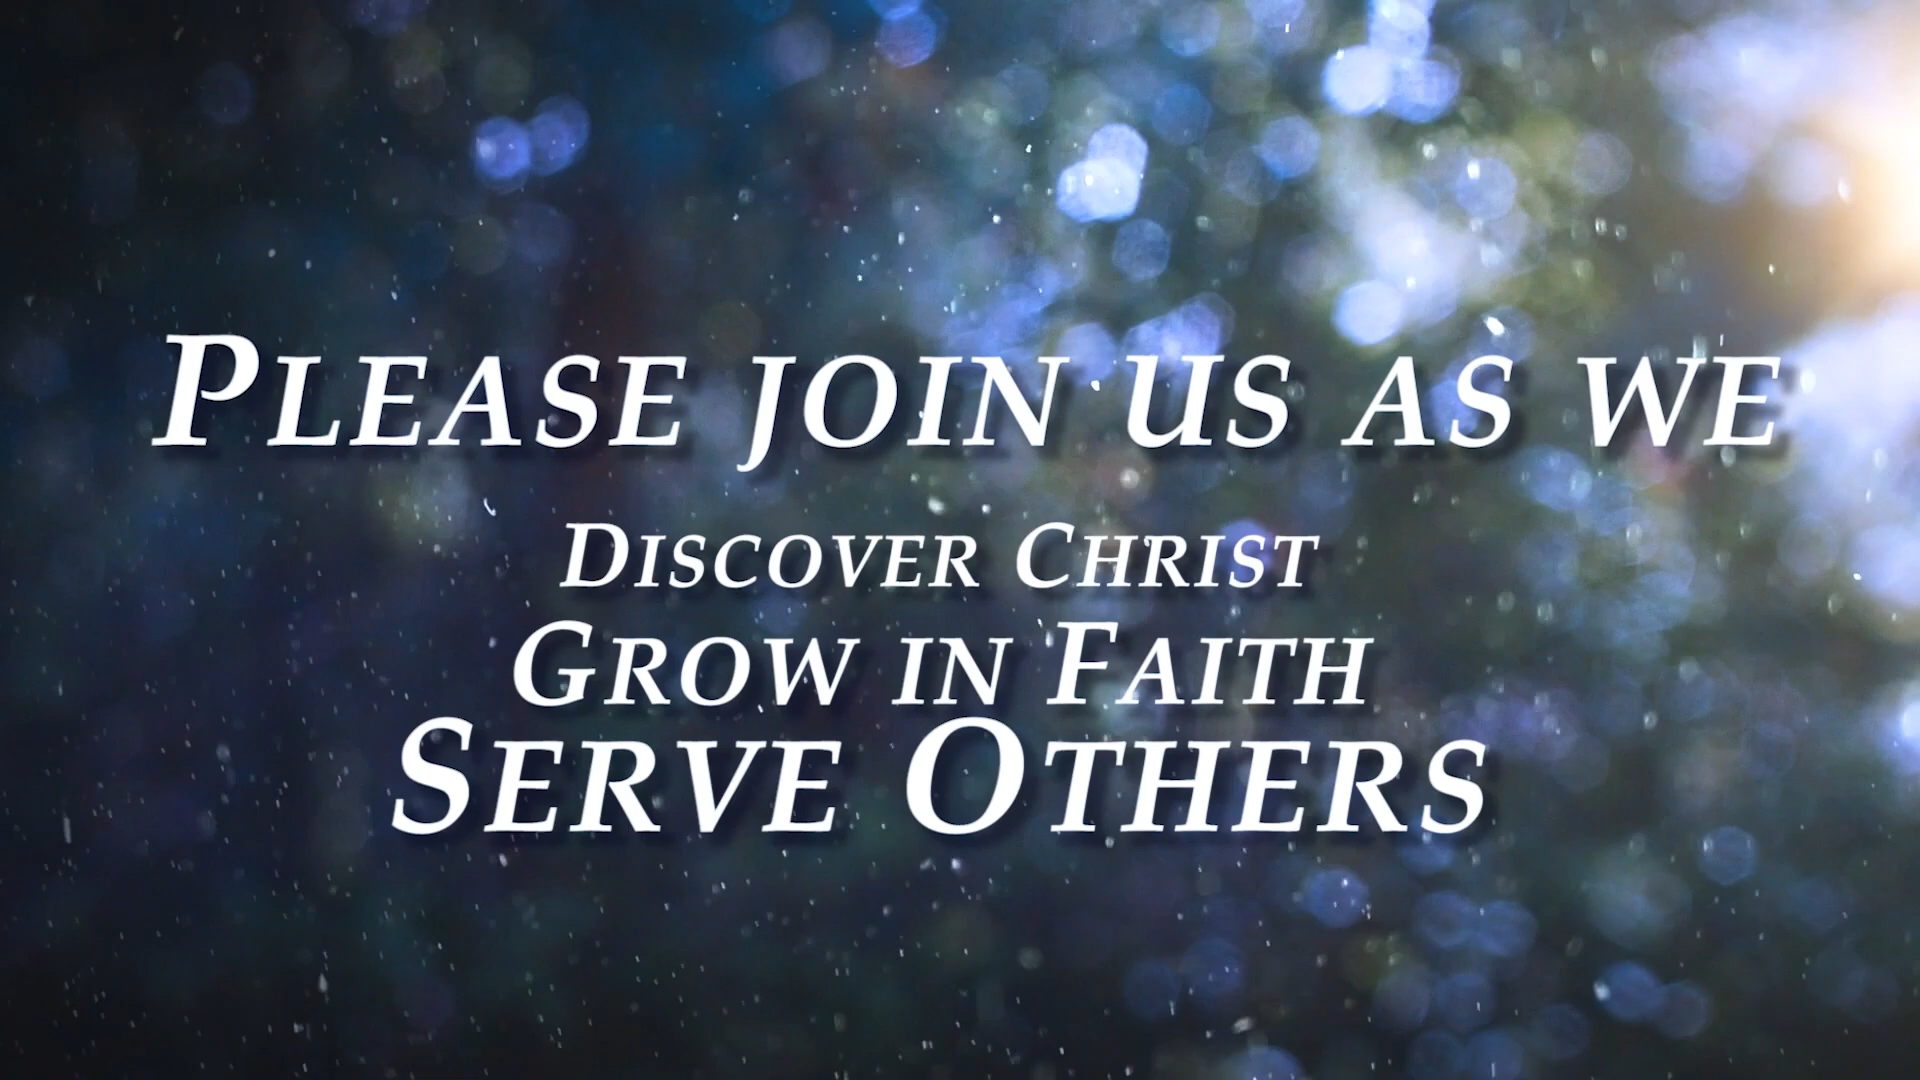 Please join us as we
Discover Christ
Grow in Faith
Serve Others